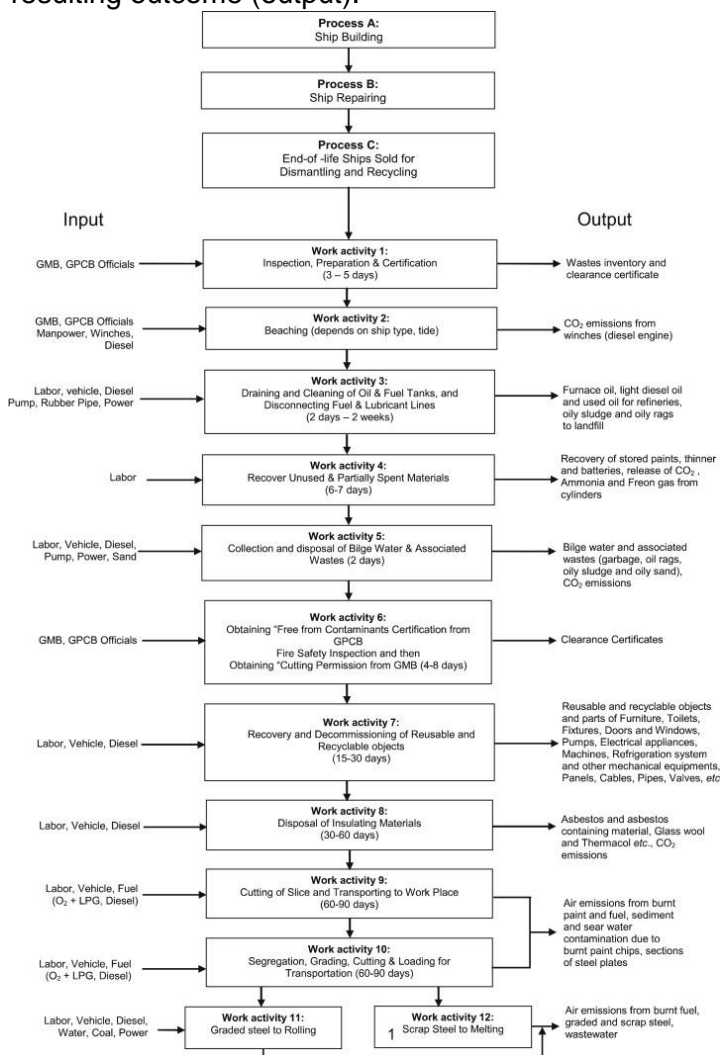 resulting outcome (output).
Process A:
Ship Building
Process B:
Ship Repairing
Process C:
End-of -life Ships Sold for
Dismantling and Recycling
Input
Output
GMB, GPCB Officials
Work activity 1:
Inspection, Preparation & Certification
(3 – 5 days)
Wastes inventory and
clearance certificate
GMB, GPCB Officials
Manpower, Winches,
Diesel
Work activity 2:
Beaching (depends on ship type, tide)
CO₂ emissions from
winches (diesel engine)
Labor, vehicle, Diesel
Pump, Rubber Pipe, Power
Work activity 3:
Draining and Cleaning of Oil & Fuel Tanks, and
Disconnecting Fuel & Lubricant Lines
(2 days – 2 weeks)
Furnace oil, light diesel oil
and used oil for refineries,
oily sludge and oily rags
to landfill
Labor
Work activity 4:
Recover Unused & Partially Spent Materials
(6-7 days)
Recovery of stored paints, thinner
and batteries, release of CO₂ ,
Ammonia and Freon gas from
cylinders
Labor, Vehicle, Diesel,
Pump, Power, Sand
Work activity 5:
Collection and disposal of Bilge Water & Associated
Wastes (2 days)
Bilge water and associated
wastes (garbage, oil rags,
oily sludge and oily sand),
CO₂ emissions
GMB, GPCB Officials
Work activity 6:
Obtaining “Free from Contaminants Certification from
GPCB
Fire Safety Inspection and then
Obtaining “Cutting Permission from GMB (4-8 days)
Clearance Certificates
Labor, Vehicle, Diesel
Work activity 7:
Recovery and Decommissioning of Reusable and
Recyclable objects
(15-30 days)
Reusable and recyclable objects
and parts of Furniture, Toilets,
Fixtures, Doors and Windows,
Pumps, Electrical appliances,
Machines, Refrigeration system
and other mechanical equipments,
Panels, Cables, Pipes, Valves, etc
Labor, Vehicle, Diesel
Work activity 8:
Disposal of Insulating Materials
(30-60 days)
Asbestos and asbestos
containing material, Glass wool
and Thermacol etc., CO₂
emissions
Labor, Vehicle, Fuel
(O₂ + LPG, Diesel)
Work activity 9:
Cutting of Slice and Transporting to Work Place
(60-90 days)
Air emissions from burnt
paint and fuel, sediment
and sear water
contamination due to
burnt paint chips, sections
of steel plates
Labor, Vehicle, Fuel
(O₂ + LPG, Diesel)
Work activity 10:
Segregation, Grading, Cutting & Loading for
Transportation (60-90 days)
Labor, Vehicle, Diesel,
Water, Coal, Power
Work activity 11:
Graded steel to Rolling
Work activity 12:
Scrap Steel to Melting
1
Air emissions from burnt fuel,
graded and scrap steel,
wastewater